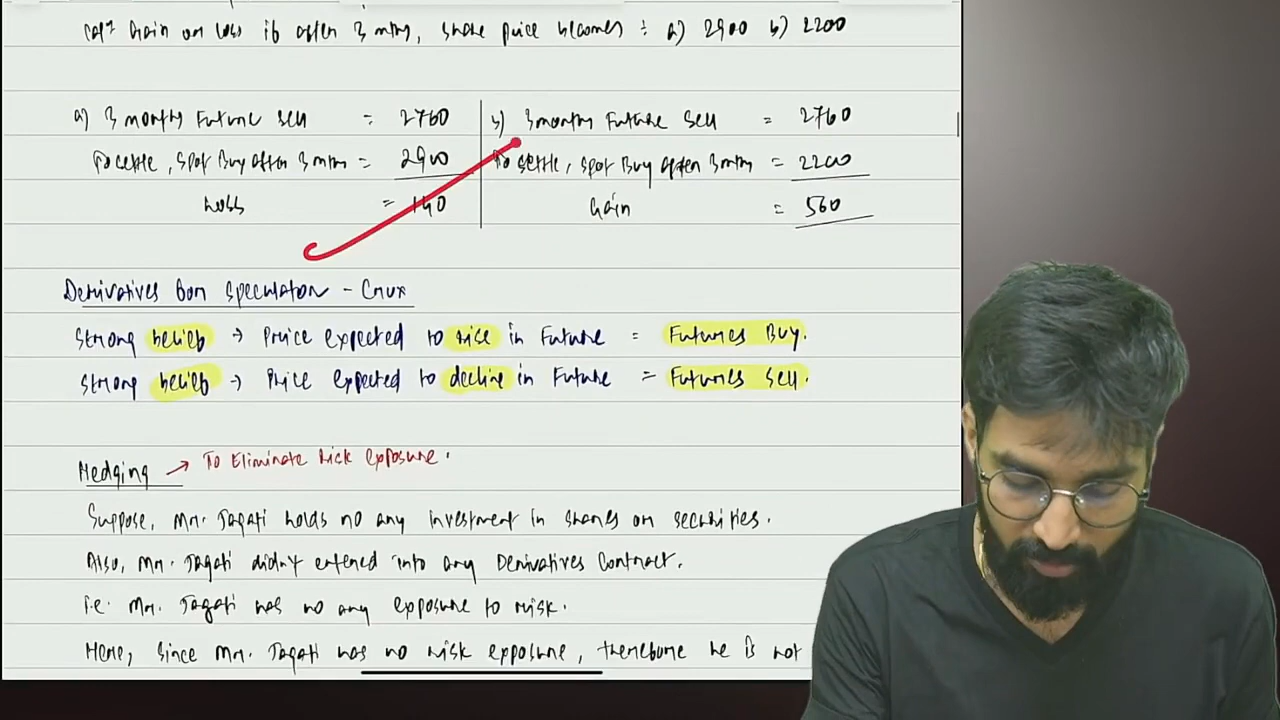 Calc Gain or Loss if after 3 mths, share price becomes : a) 2900 b) 2200
a) 3 months Future Sell = 2760
To settle, Spot Buy after 3 mths = 2900
Loss = 140
b) 3 months Future Sell = 2760
To settle, Spot Buy after 3 mths = 2200
Gain = 560
Derivatives for Speculation - Crux
Strong belief → Price expected to rise in Future = Futures Buy.
Strong belief → Price expected to decline in Future = Futures Sell.
Hedging → To Eliminate Risk exposure.
Suppose, Mr. Jagati holds no any investment in shares or securities.
Also, Mr. Jagati didn't entered into any Derivatives Contract.
i.e. Mr. Jagati has no any exposure to risk.
Here, since Mr. Jagati has no risk exposure, therefore he is not